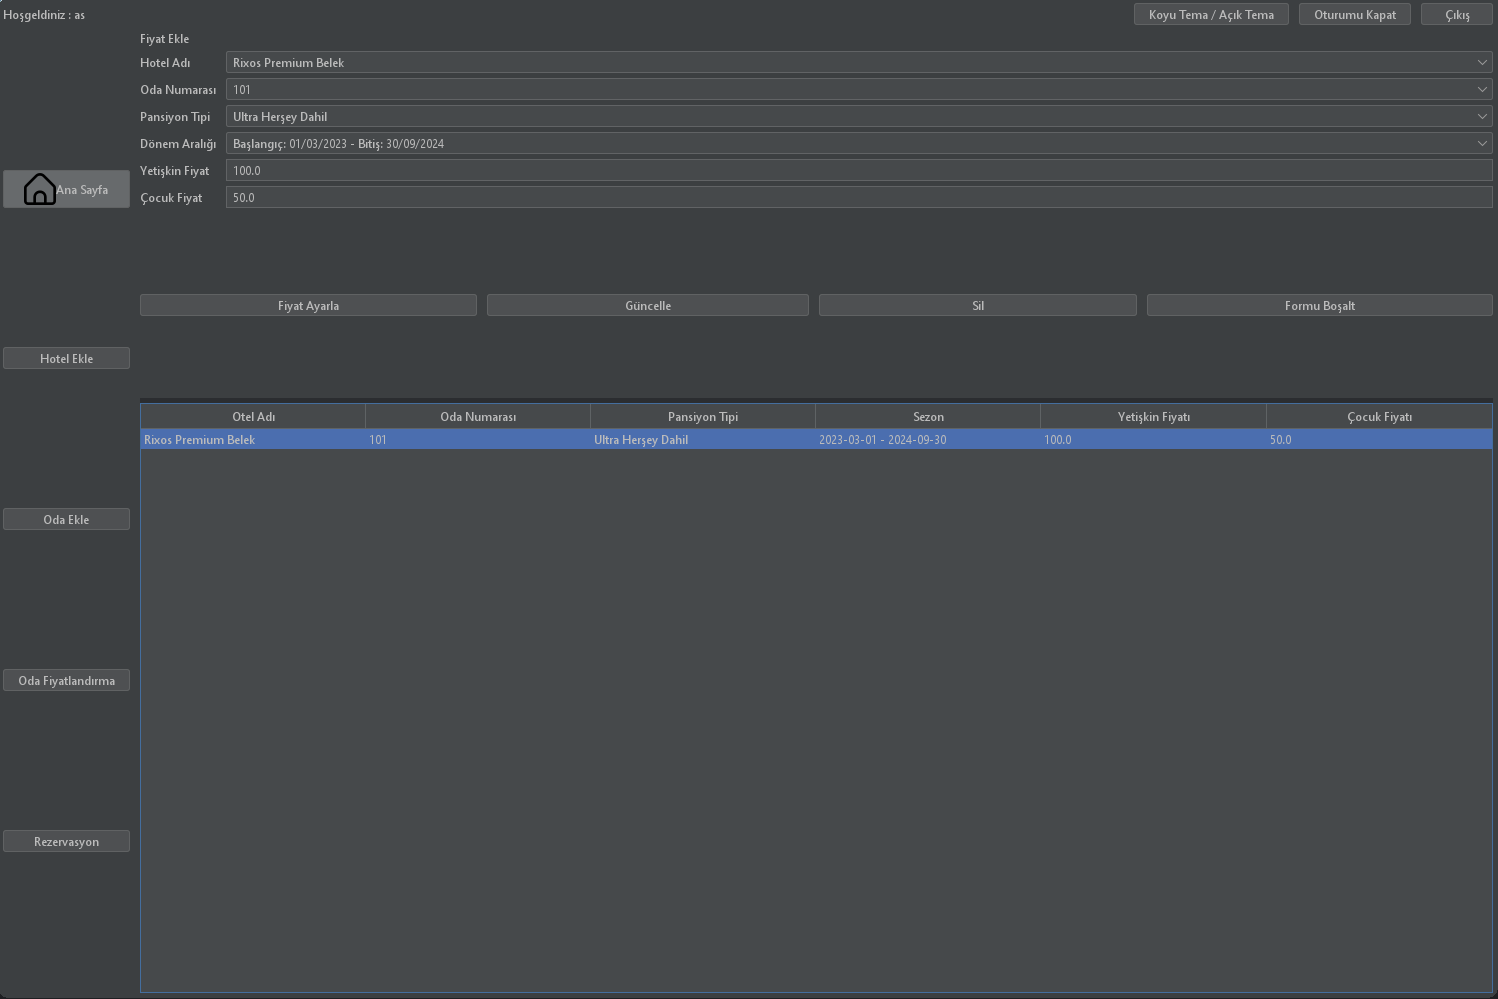 Hoşgeldiniz : as
Koyu Tema / Açık Tema
Oturumu Kapat
Çıkış
Fiyat Ekle
Hotel Adı
Rixos Premium Belek
Oda Numarası
101
Pansiyon Tipi
Ultra Herşey Dahil
Dönem Aralığı
Başlangıç: 01/03/2023 - Bitiş: 30/09/2024
Yetişkin Fiyat
100.0
Çocuk Fiyat
50.0
Ana Sayfa
Fiyat Ayarla
Güncelle
Sil
Formu Boşalt
Hotel Ekle
Otel Adı
Oda Numarası
Pansiyon Tipi
Sezon
Yetişkin Fiyatı
Çocuk Fiyatı
Rixos Premium Belek
101
Ultra Herşey Dahil
2023-03-01 - 2024-09-30
100.0
50.0
Oda Ekle
Oda Fiyatlandırma
Rezervasyon